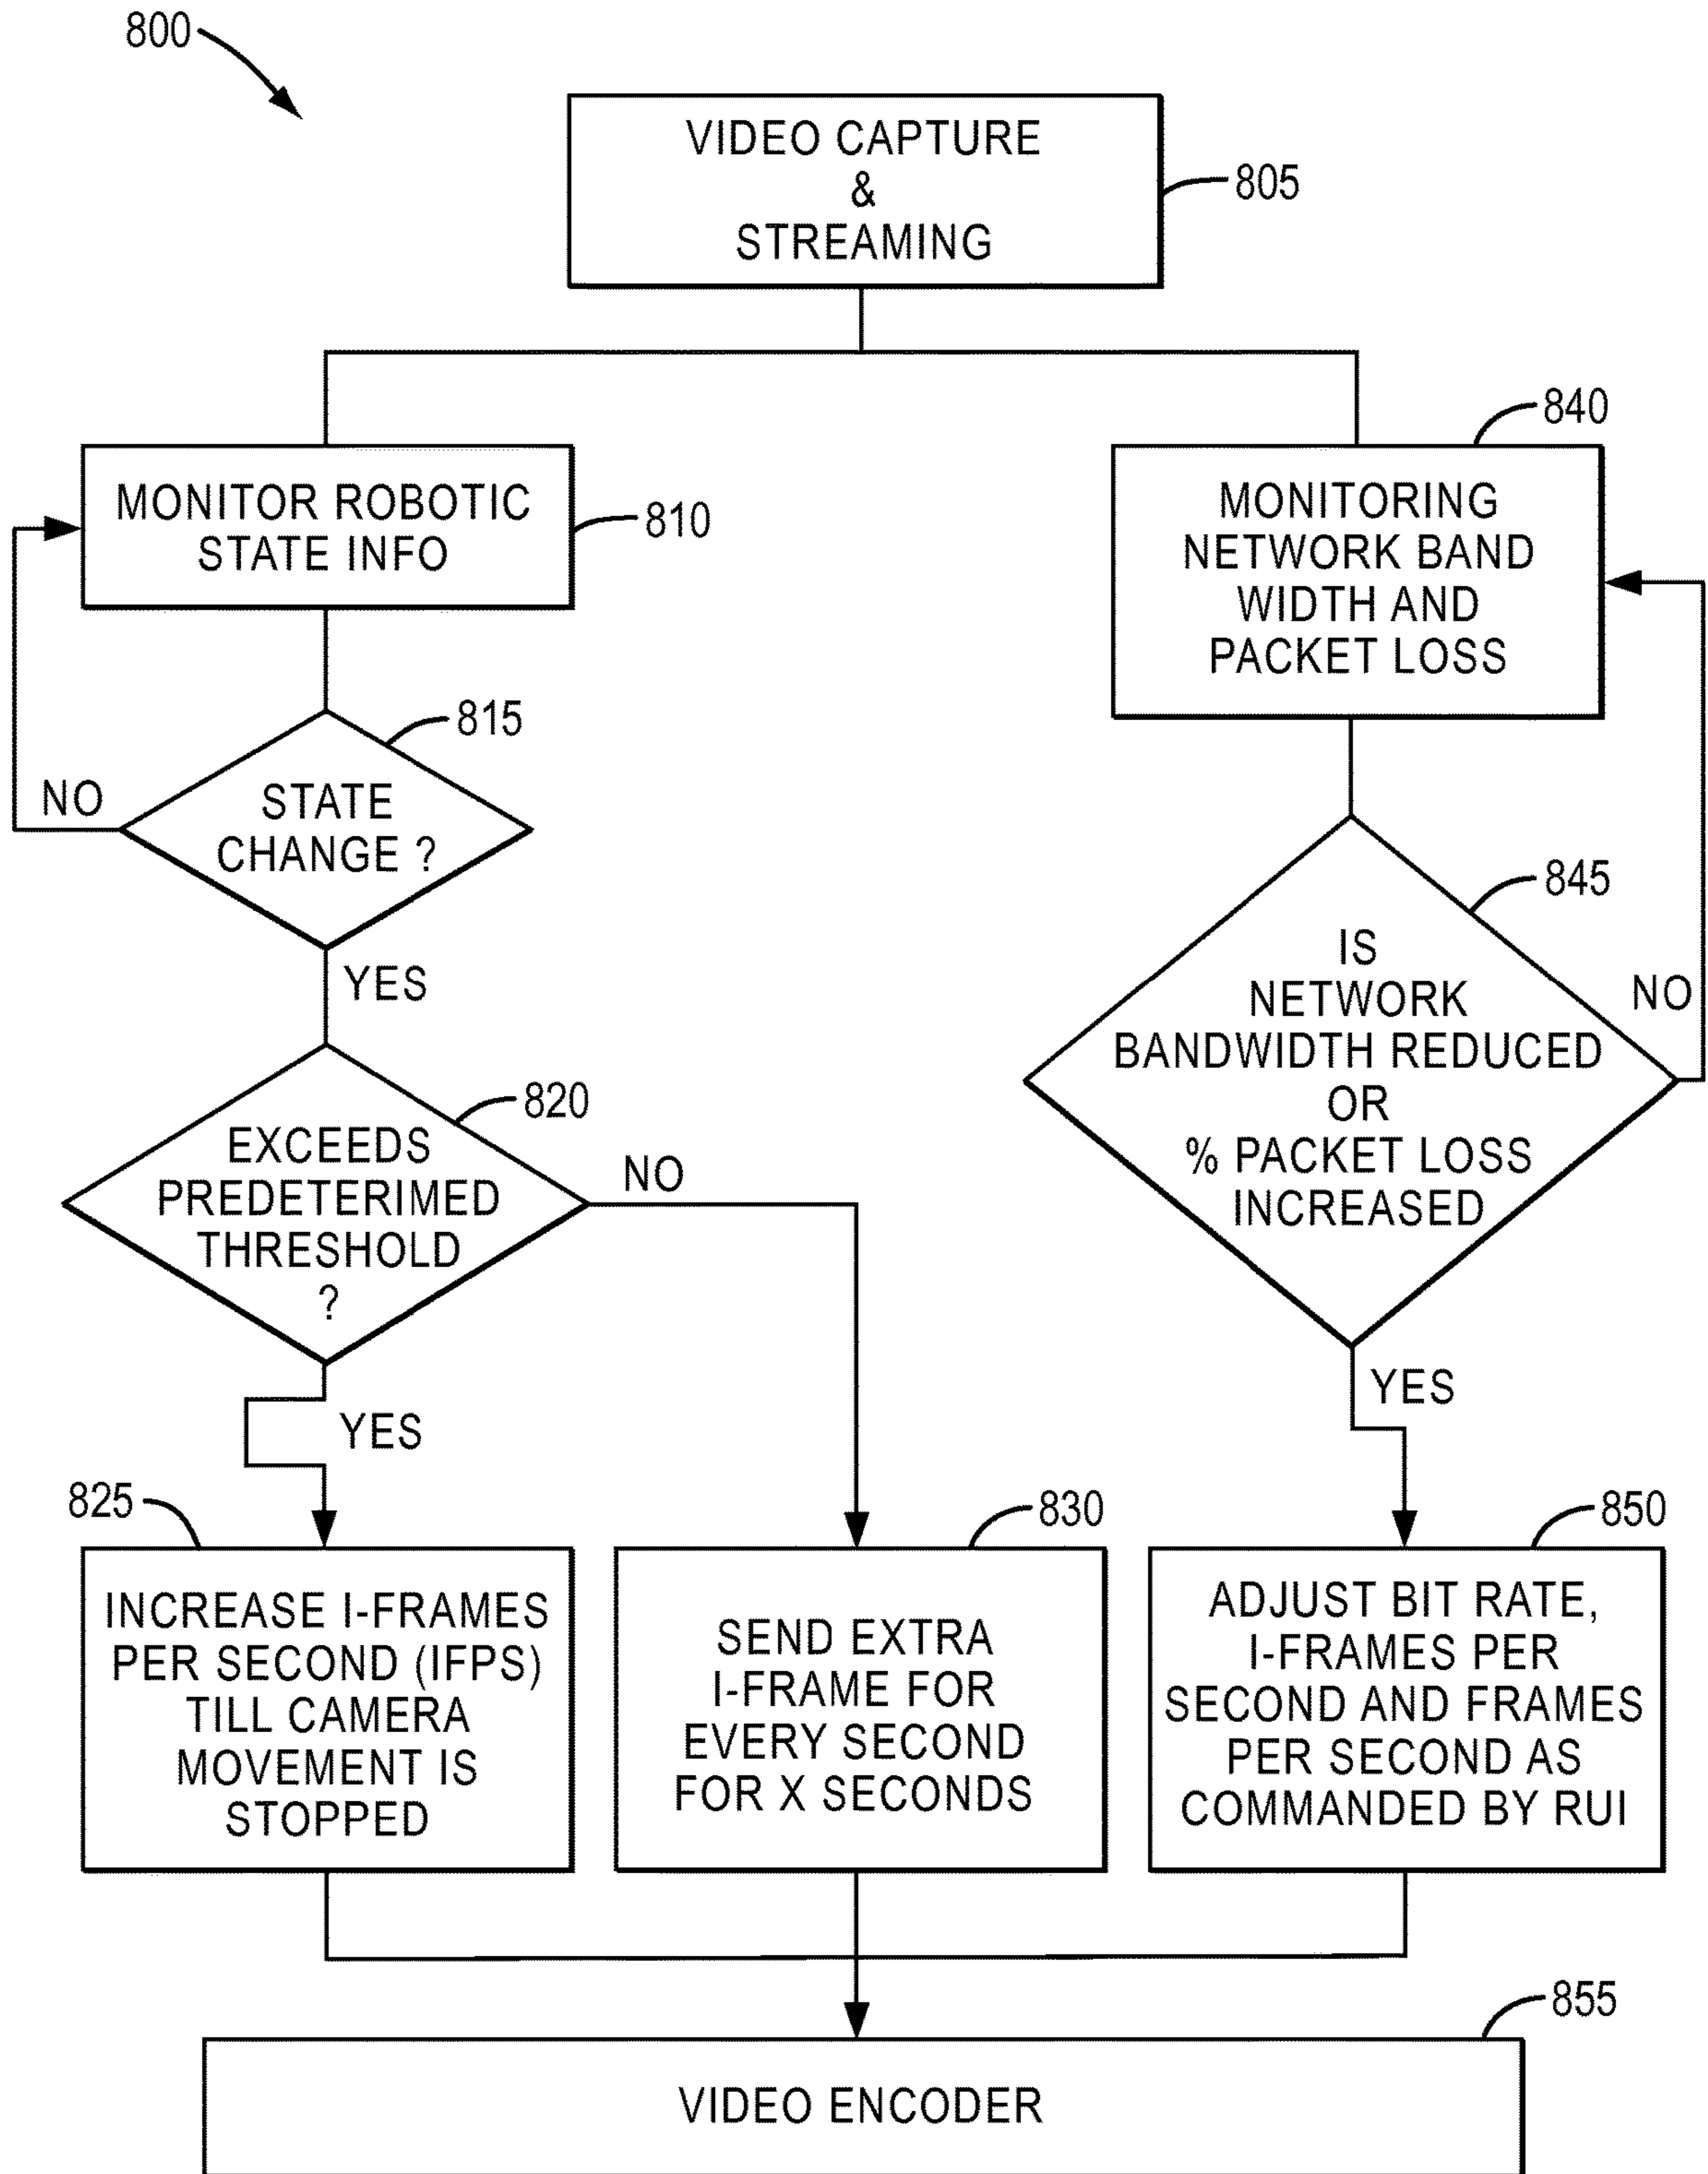 800
VIDEO CAPTURE
&
STREAMING
805
MONITOR ROBOTIC
STATE INFO
810
840
MONITORING
NETWORK BAND
WIDTH AND
PACKET LOSS
815
STATE
CHANGE ?
NO
YES
845
IS
NETWORK
BANDWIDTH REDUCED
OR
% PACKET LOSS
INCREASED
NO
820
EXCEEDS
PREDETERIMED
THRESHOLD
?
NO
YES
YES
825
INCREASE I-FRAMES
PER SECOND (IFPS)
TILL CAMERA
MOVEMENT IS
STOPPED
830
SEND EXTRA
I-FRAME FOR
EVERY SECOND
FOR X SECONDS
850
ADJUST BIT RATE,
I-FRAMES PER
SECOND AND FRAMES
PER SECOND AS
COMMANDED BY RUI
855
VIDEO ENCODER